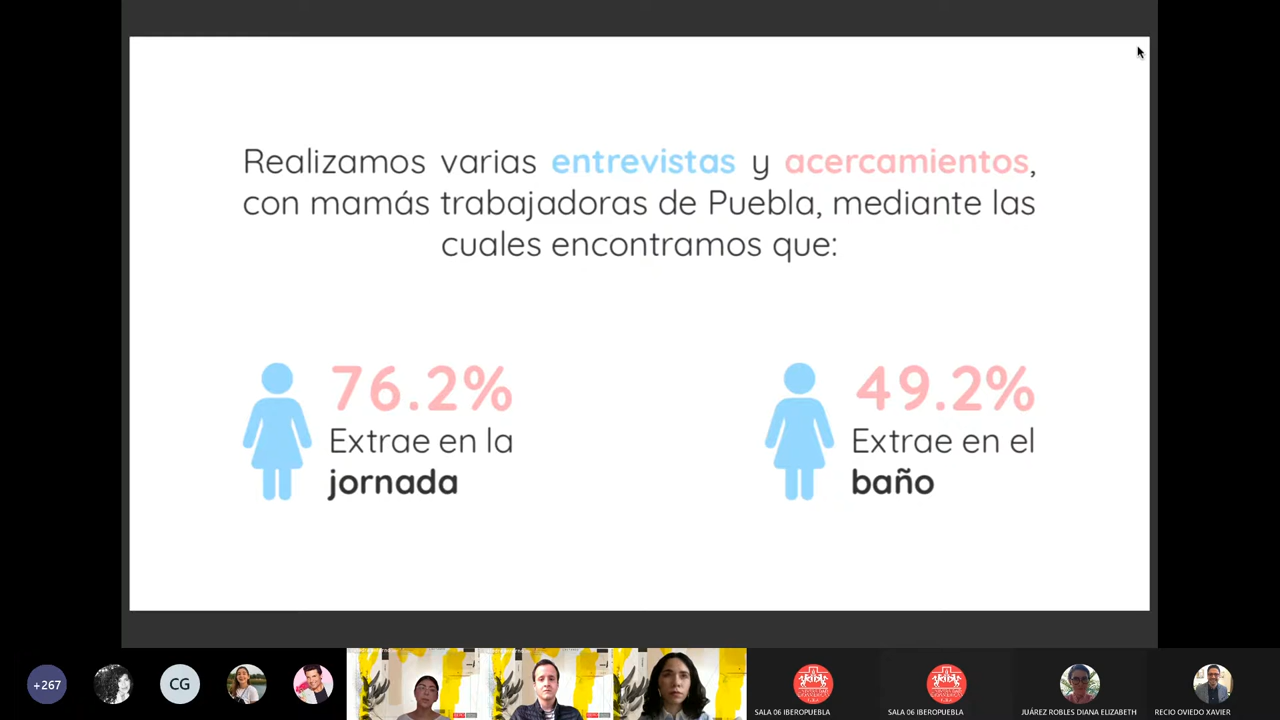 Realizamos varias entrevistas y acercamientos,
con mamás trabajadoras de Puebla, mediante las
cuales encontramos que:
76.2%
Extrae en la
jornada
49.2%
Extrae en el
baño
+267
CG
SALA 06 IBEROPUEBLA
SALA 06 IBEROPUEBLA
JUÁREZ ROBLES DIANA ELIZABETH
RECIO OVIEDO XAVIER